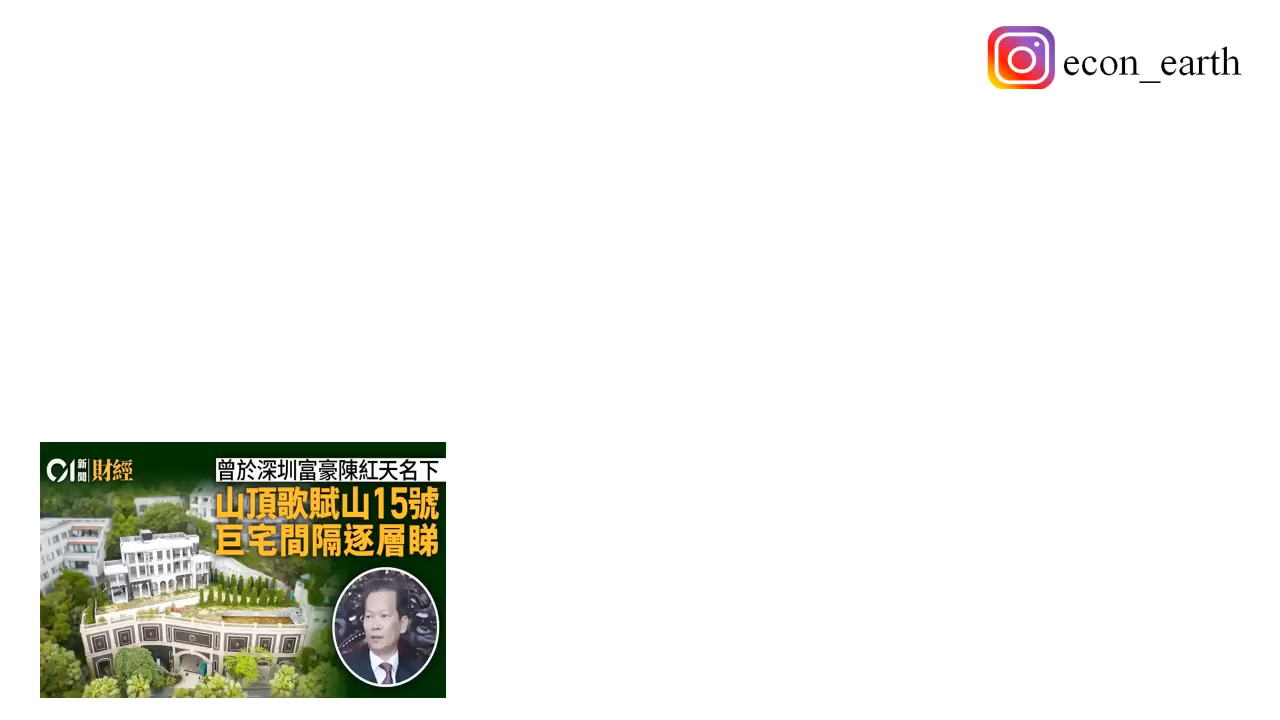 econ_earth
01 新聞 財經
曾於深圳富豪陳紅天名下
山頂歌賦山15號
巨宅間隔逐層睇